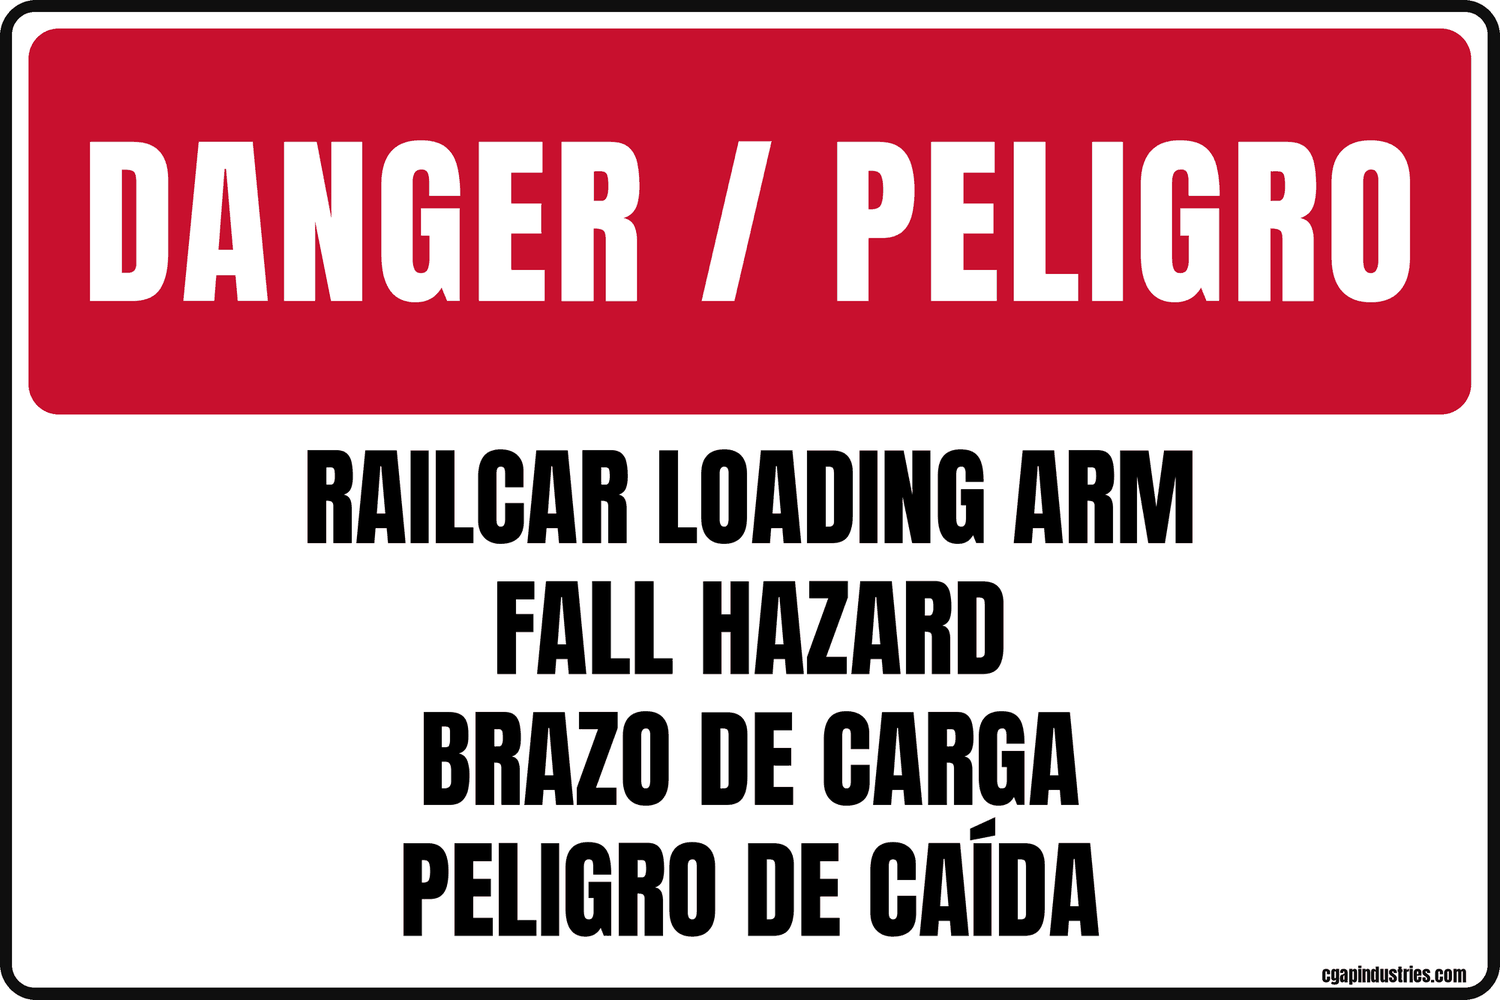 DANGER / PELIGRO
RAILCAR LOADING ARM
FALL HAZARD
BRAZO DE CARGA
PELIGRO DE CAÍDA
cgapindustries.com